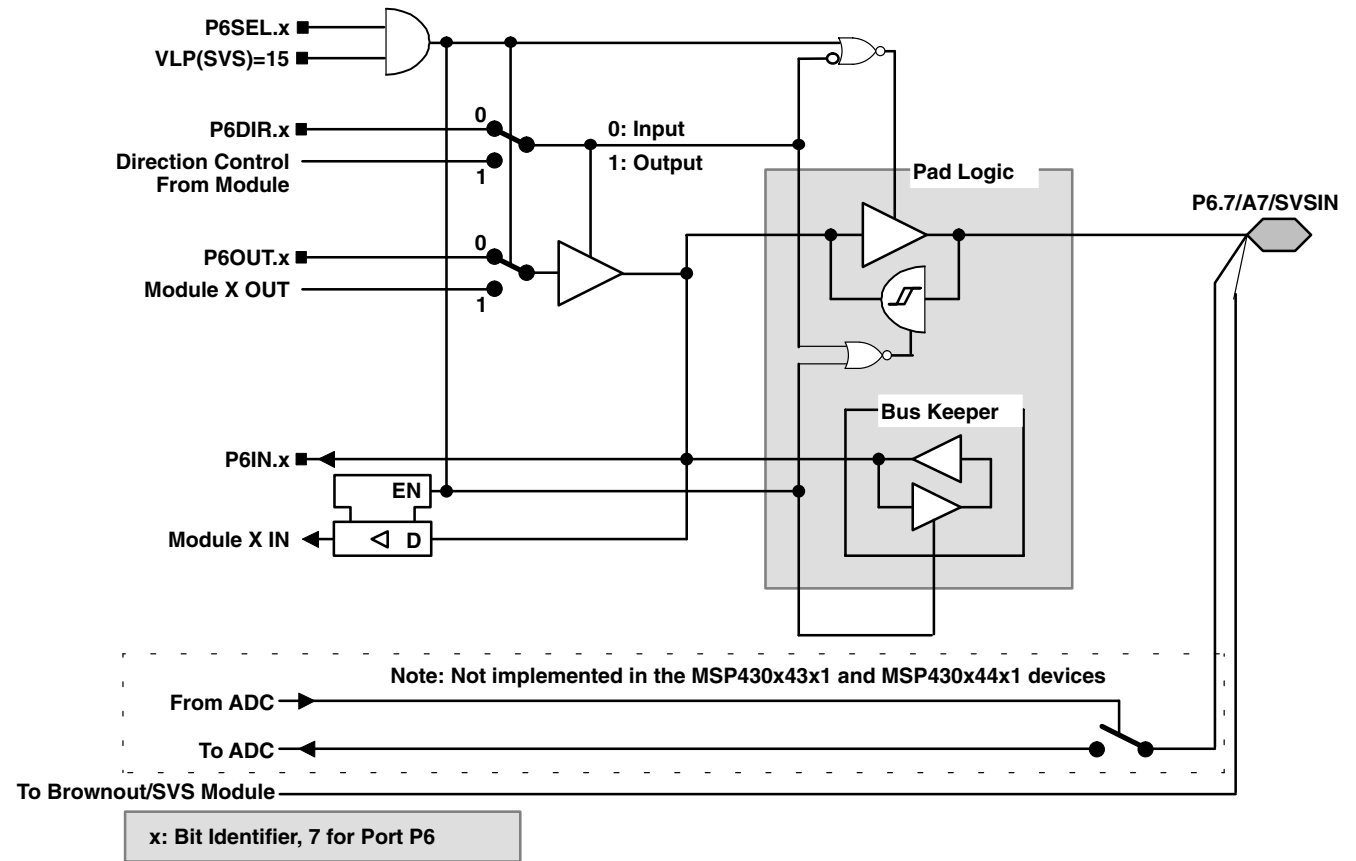 P6SEL.x
VLP(SVS)=15
P6DIR.x
0
0: Input
Direction Control
From Module
1
1: Output
Pad Logic
P6.7/A7/SVSIN
P6OUT.x
0
Module X OUT
1
Bus Keeper
P6IN.x
EN
Module X IN
D
Note: Not implemented in the MSP430x43x1 and MSP430x44x1 devices
From ADC
To ADC
To Brownout/SVS Module
x: Bit Identifier, 7 for Port P6